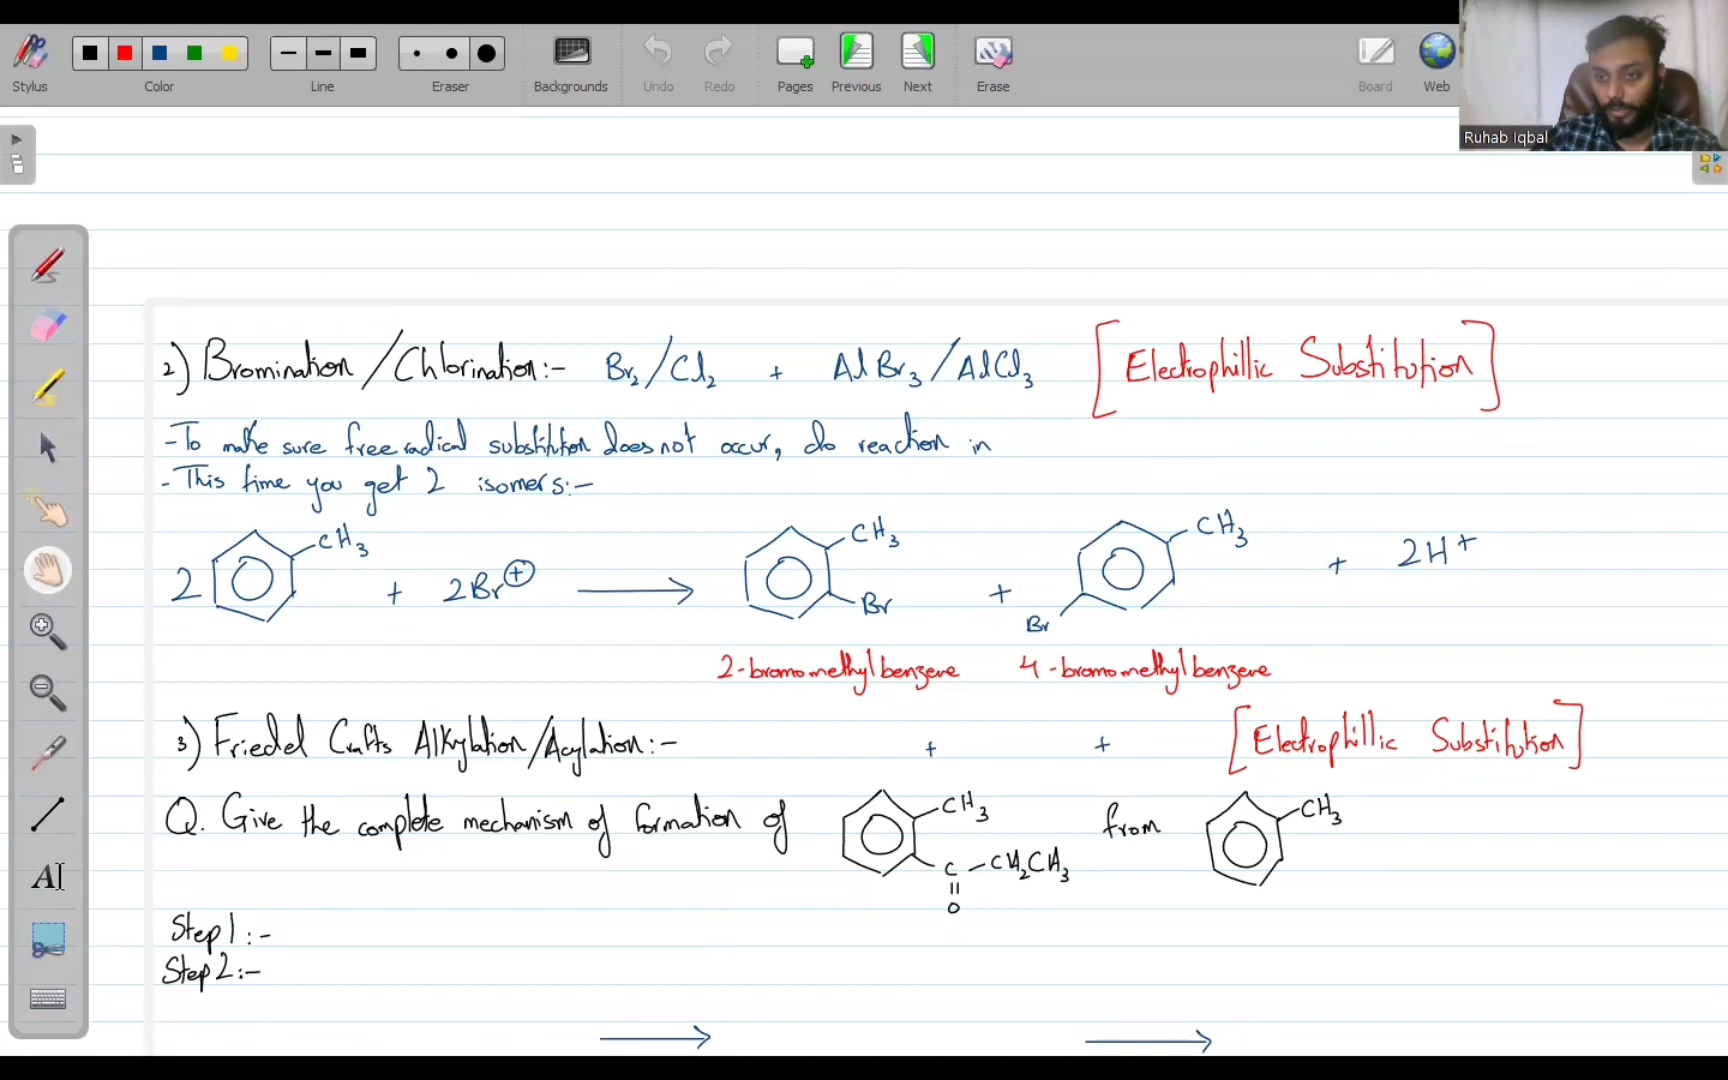 Stylus
Color
Line
Eraser
Backgrounds
Undo
Redo
Pages
Previous
Next
Erase
Board
Web
Ruhab Iqbal
2) Bromination/Chlorination:- Br₂/Cl₂ + AlBr₃/AlCl₃ [Electrophillic Substitution]
-To make sure free radical substitution does not occur, do reaction in
-This time you get 2 isomers:-
2 CH₃ + 2Br⊕ ⟶ CH₃ Br + CH₃ Br + 2H⁺
2-bromomethylbenzene 4-bromomethylbenzene
3) Friedel Crafts Alkylation/Acylation:- + + [Electrophillic Substitution]
Q. Give the complete mechanism of formation of CH₃ C-CH₂CH₃ || O from CH₃
Step 1:-
Step 2:-
⟶ ⟶
AI